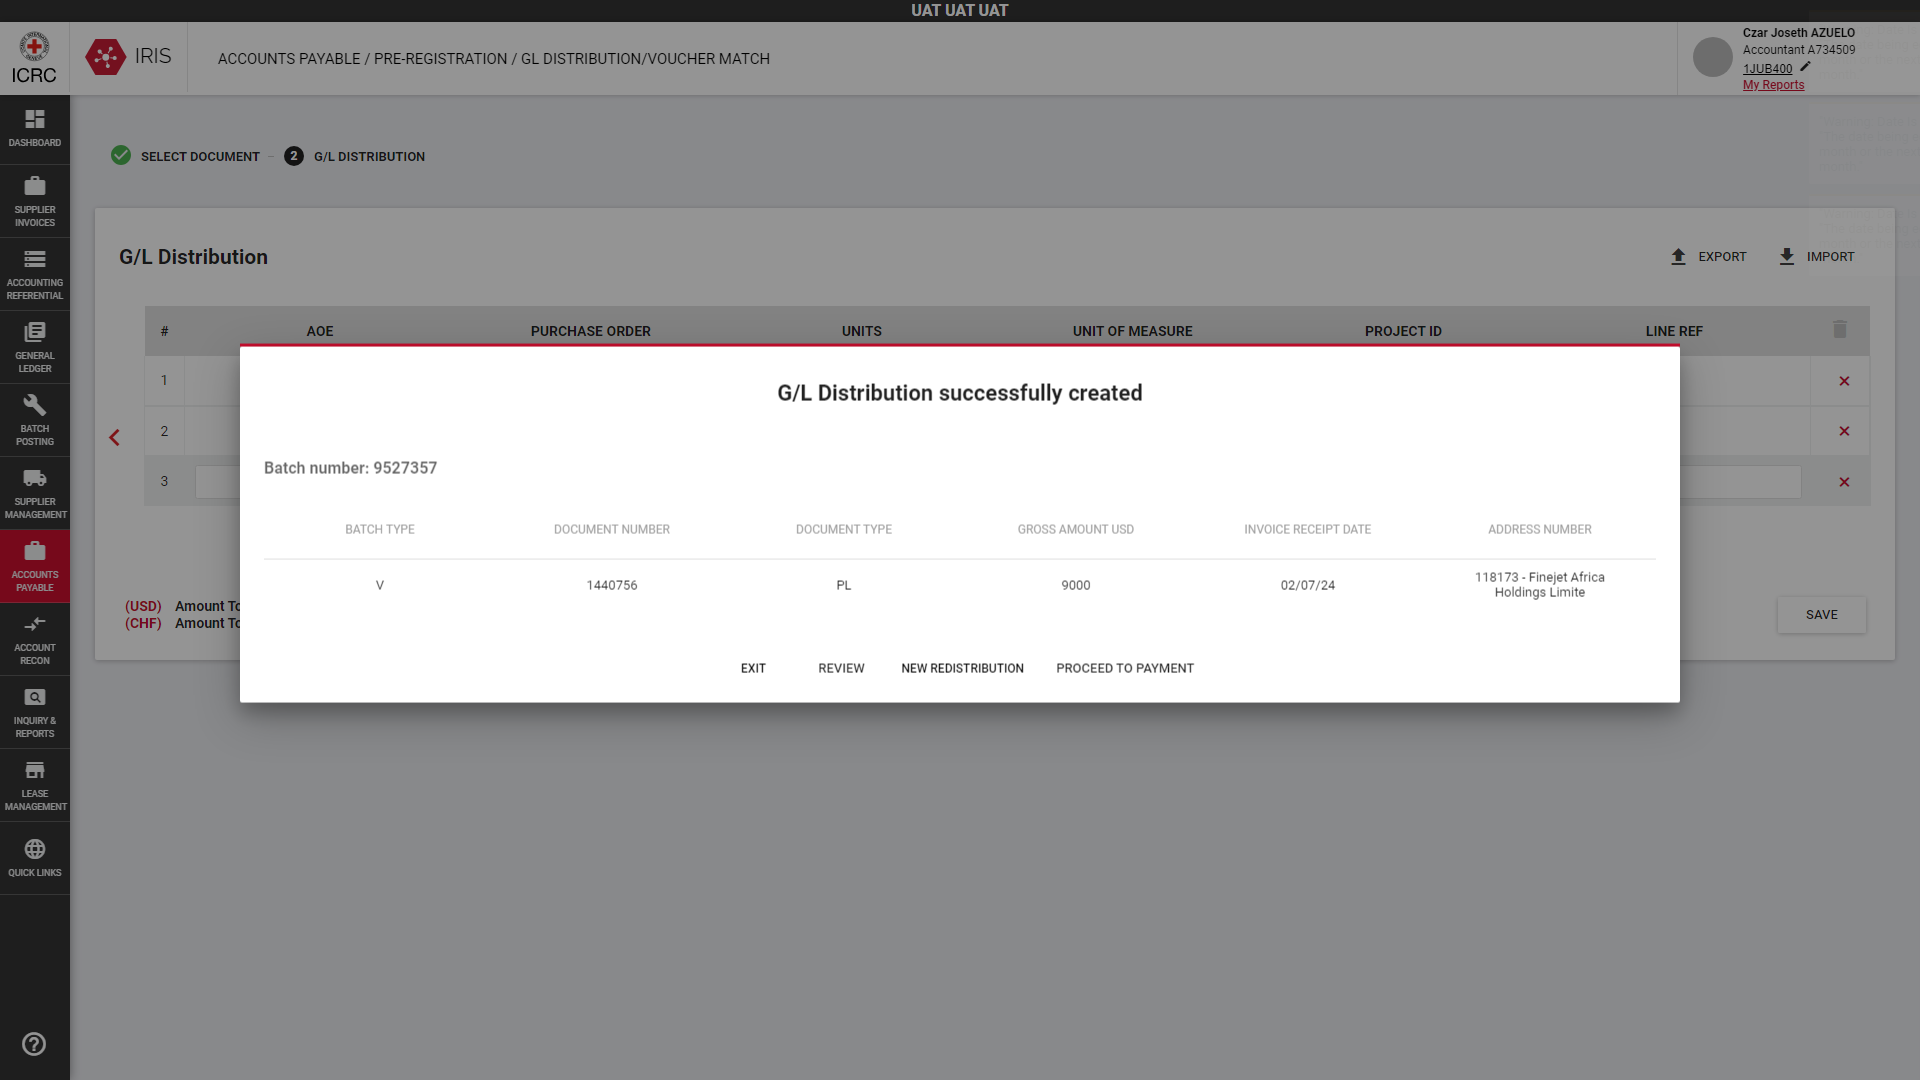 UAT UAT UAT
ICRC
IRIS
ACCOUNTS PAYABLE / PRE-REGISTRATION / GL DISTRIBUTION/VOUCHER MATCH
Czar Joseth AZUELO
Accountant A734509
1JUB400
My Reports
DASHBOARD
SUPPLIER
INVOICES
ACCOUNTING
REFERENTIAL
GENERAL
LEDGER
BATCH
POSTING
SUPPLIER
MANAGEMENT
ACCOUNTS
PAYABLE
ACCOUNT
RECON
INQUIRY &
REPORTS
LEASE
MANAGEMENT
QUICK LINKS
SELECT DOCUMENT – 2 G/L DISTRIBUTION
G/L Distribution
EXPORT IMPORT
# AOE PURCHASE ORDER UNITS UNIT OF MEASURE PROJECT ID LINE REF
1
2
3
(USD) Amount To
(CHF) Amount To
SAVE
G/L Distribution successfully created
Batch number: 9527357
BATCH TYPE DOCUMENT NUMBER DOCUMENT TYPE GROSS AMOUNT USD INVOICE RECEIPT DATE ADDRESS NUMBER
V 1440756 PL 9000 02/07/24 118173 - Finejet Africa
Holdings Limite
EXIT REVIEW NEW REDISTRIBUTION PROCEED TO PAYMENT